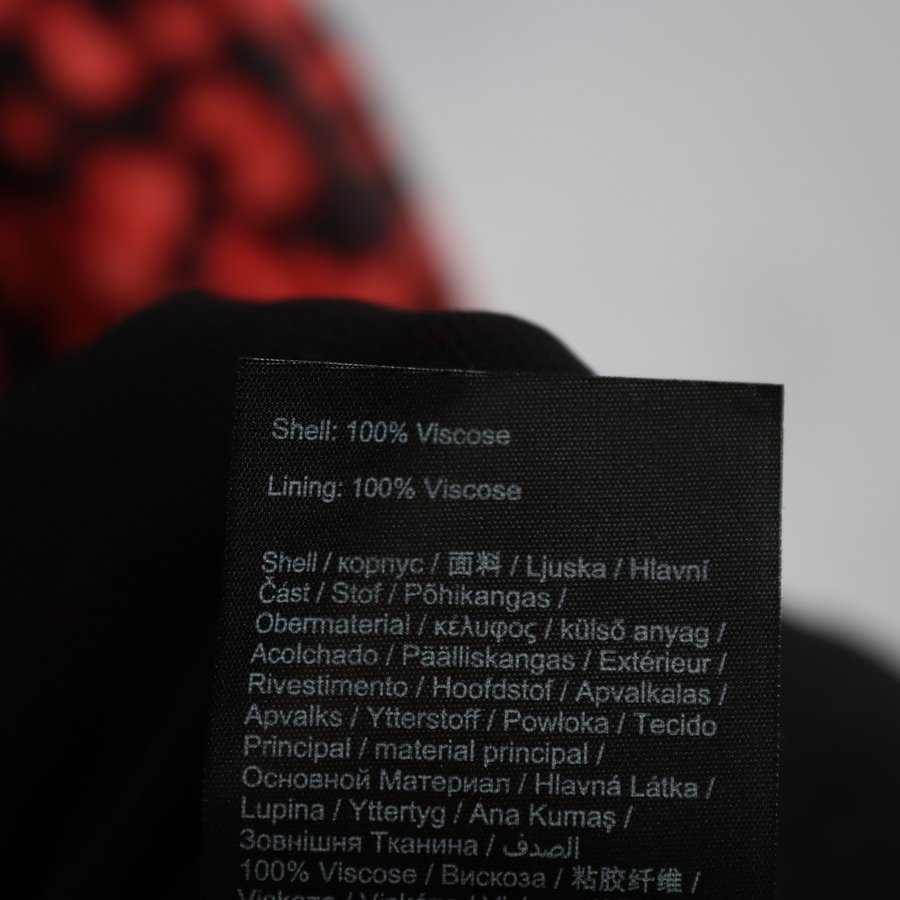 Shell: 100% Viscose
Lining: 100% Viscose
Shell / корпус / 面料 / Ljuska / Hlavní
Část / Stof / Põhikangas /
Obermaterial / κέλυφος / külső anyag /
Acolchado / Päälliskangas / Extérieur /
Rivestimento / Hoofdstof / Apvalkalas /
Apvalks / Ytterstoff / Powłoka / Tecido
Principal / material principal /
Основной Материал / Hlavná Látka /
Lupina / Yttertyg / Ana Kumaş /
Зовнішня Тканина / الصدف
100% Viscose / Вискоза / 粘胶纤维 /